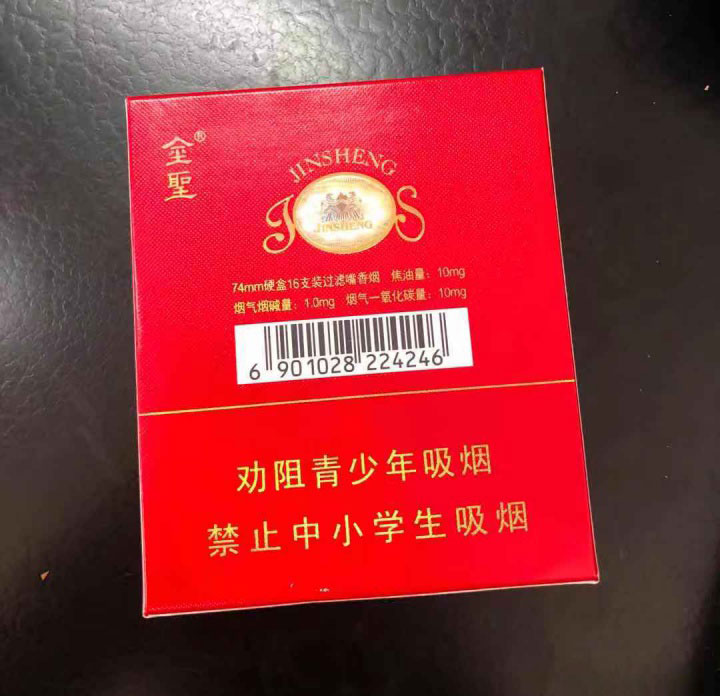 金聖®
JINSHENG
JS
JINSHENG
74mm硬盒16支装过滤嘴香烟 焦油量：10mg
烟气烟碱量：1.0mg 烟气一氧化碳量：10mg
6 901028 224246
劝阻青少年吸烟
禁止中小学生吸烟